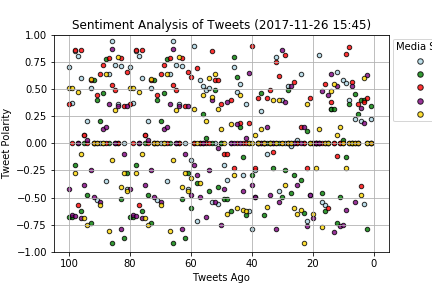 Sentiment Analysis of Tweets (2017-11-26 15:45)
Media S
Tweet Polarity
1.00
0.75
0.50
0.25
0.00
−0.25
−0.50
−0.75
−1.00
100 80 60 40 20 0
Tweets Ago